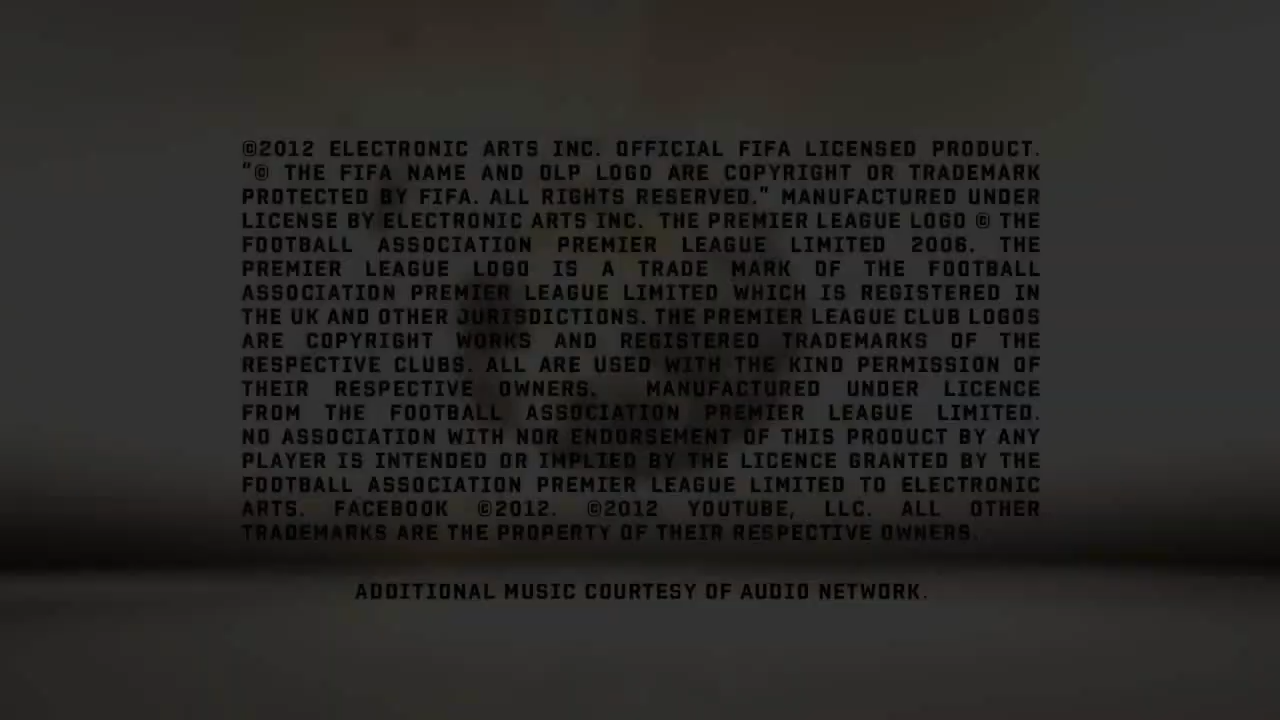 ©2012 ELECTRONIC ARTS INC. OFFICIAL FIFA LICENSED PRODUCT.
"© THE FIFA NAME AND OLP LOGO ARE COPYRIGHT OR TRADEMARK
PROTECTED BY FIFA. ALL RIGHTS RESERVED." MANUFACTURED UNDER
LICENSE BY ELECTRONIC ARTS INC. THE PREMIER LEAGUE LOGO © THE
FOOTBALL ASSOCIATION PREMIER LEAGUE LIMITED 2006. THE
PREMIER LEAGUE LOGO IS A TRADE MARK OF THE FOOTBALL
ASSOCIATION PREMIER LEAGUE LIMITED WHICH IS REGISTERED IN
THE UK AND OTHER JURISDICTIONS. THE PREMIER LEAGUE CLUB LOGOS
ARE COPYRIGHT WORKS AND REGISTERED TRADEMARKS OF THE
RESPECTIVE CLUBS. ALL ARE USED WITH THE KIND PERMISSION OF
THEIR RESPECTIVE OWNERS. MANUFACTURED UNDER LICENCE
FROM THE FOOTBALL ASSOCIATION PREMIER LEAGUE LIMITED.
NO ASSOCIATION WITH NOR ENDORSEMENT OF THIS PRODUCT BY ANY
PLAYER IS INTENDED OR IMPLIED BY THE LICENCE GRANTED BY THE
FOOTBALL ASSOCIATION PREMIER LEAGUE LIMITED TO ELECTRONIC
ARTS. FACEBOOK ©2012. ©2012 YOUTUBE, LLC. ALL OTHER
TRADEMARKS ARE THE PROPERTY OF THEIR RESPECTIVE OWNERS.
ADDITIONAL MUSIC COURTESY OF AUDIO NETWORK.